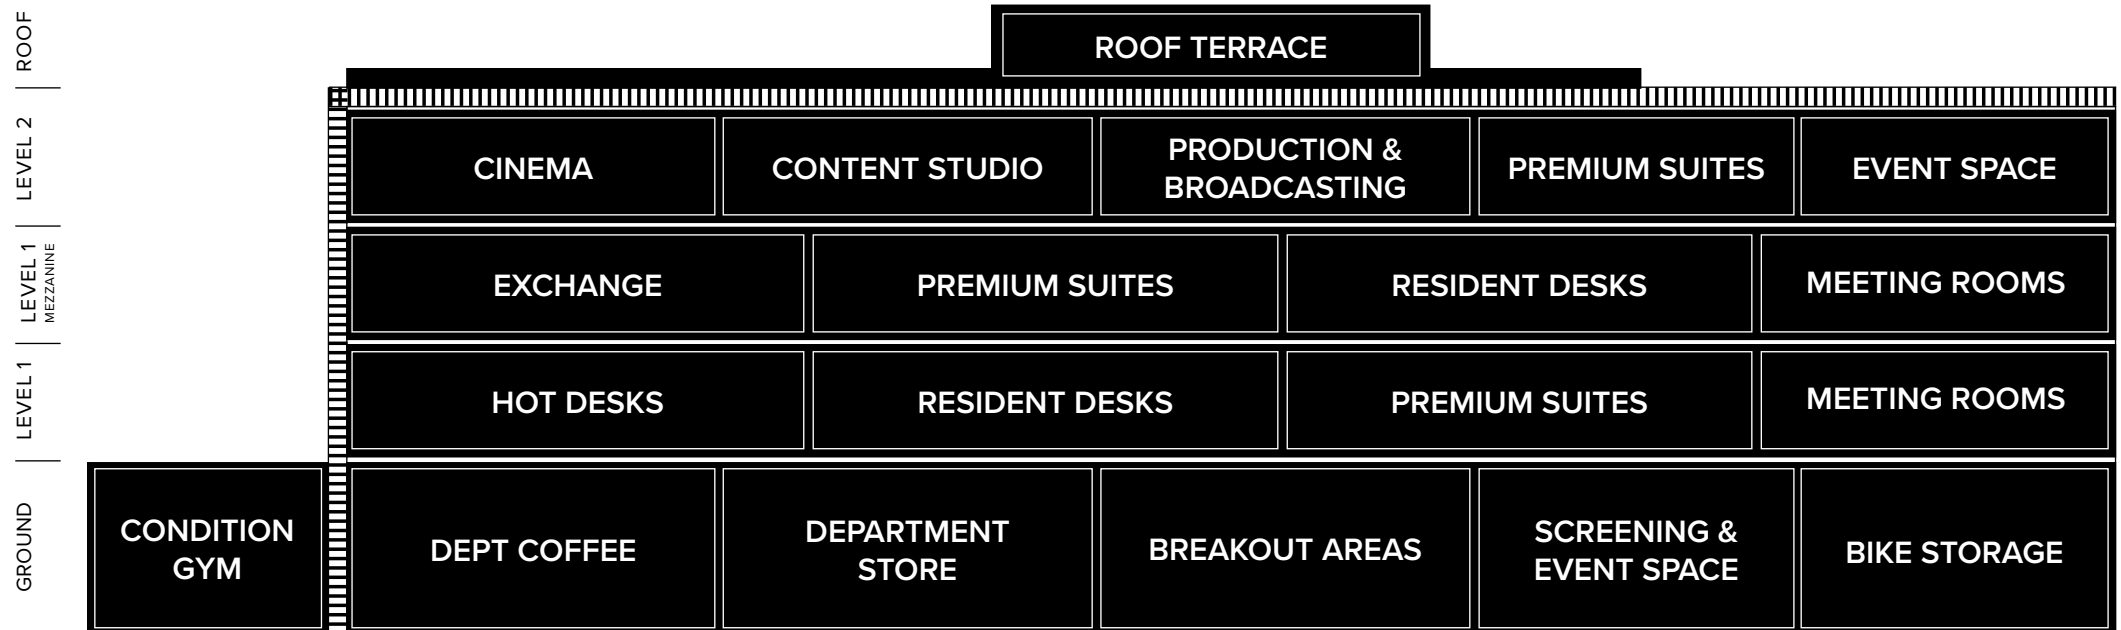 ROOF
ROOF TERRACE
LEVEL 2
CINEMA
CONTENT STUDIO
PRODUCTION &
BROADCASTING
PREMIUM SUITES
EVENT SPACE
LEVEL 1
MEZZANINE
EXCHANGE
PREMIUM SUITES
RESIDENT DESKS
MEETING ROOMS
LEVEL 1
HOT DESKS
RESIDENT DESKS
PREMIUM SUITES
MEETING ROOMS
GROUND
CONDITION
GYM
DEPT COFFEE
DEPARTMENT
STORE
BREAKOUT AREAS
SCREENING &
EVENT SPACE
BIKE STORAGE